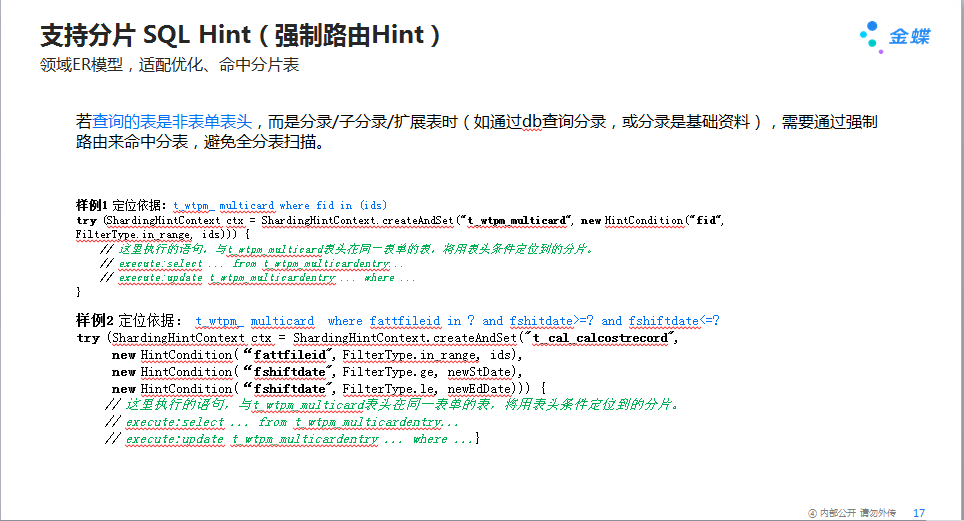 支持分片 SQL Hint（强制路由Hint）
金蝶
领域ER模型，适配优化、命中分片表
若查询的表是非表单表头，而是分录/子分录/扩展表时（如通过db查询分录，或分录是基础资料），需要通过强制
路由来命中分表，避免全分表扫描。
样例1 定位依据：t_wtpm_ multicard where fid in (ids)
try (ShardingHintContext ctx = ShardingHintContext.createAndSet("t_wtpm_multicard", new HintCondition("fid",
FilterType.in_range, ids))) {
// 这里执行的语句，与t_wtpm_multicard表头在同一表单的表，将用表头条件定位到的分片。
// execute:select ... from t_wtpm_multicardentry...
// execute:update t_wtpm_multicardentry ... where ...
}
样例2 定位依据： t_wtpm_ multicard where fattfileid in ? and fshitdate>=? and fshiftdate<=?
try (ShardingHintContext ctx = ShardingHintContext.createAndSet("t_cal_calcostrecord",
new HintCondition(“fattfileid", FilterType.in_range, ids),
new HintCondition(“fshiftdate", FilterType.ge, newStDate),
new HintCondition(“fshiftdate", FilterType.le, newEdDate))) {
// 这里执行的语句，与t_wtpm_multicard表头在同一表单的表，将用表头条件定位到的分片。
// execute:select ... from t_wtpm_multicardentry...
// execute:update t_wtpm_multicardentry ... where ...}
④ 内部公开 请勿外传 17